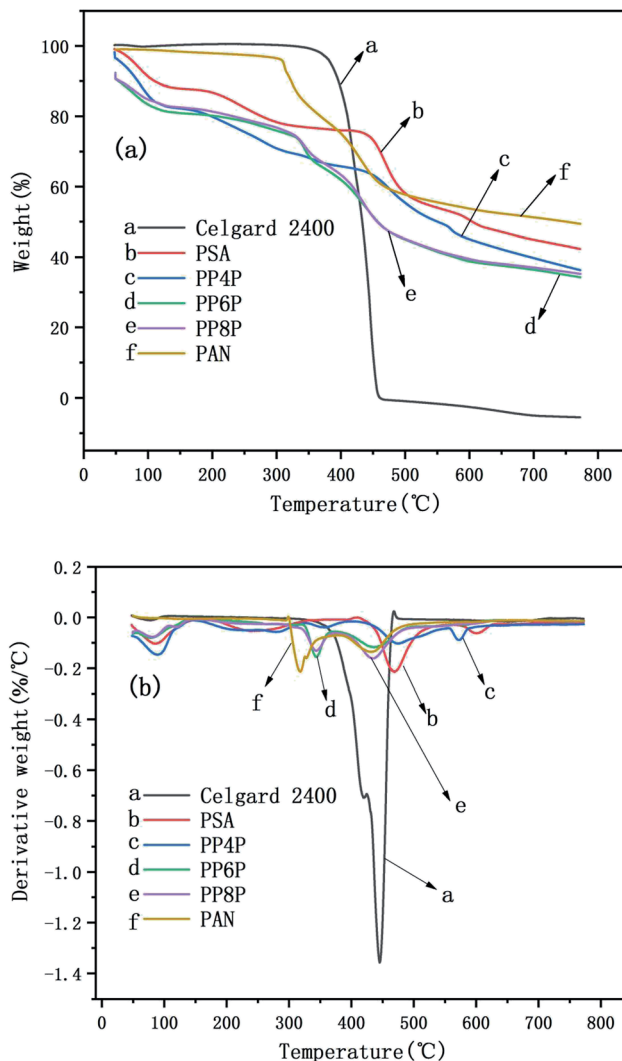 100
80
60
40
20
0
Weight(%)
(a)
a
b
c
f
e
d
a Celgard 2400
b PSA
c PP4P
d PP6P
e PP8P
f PAN
0 100 200 300 400 500 600 700 800
Temperature(℃)
0.2
0.0
-0.2
-0.4
-0.6
-0.8
-1.0
-1.2
-1.4
Derivative weight(%/℃)
(b)
f
d
b
c
e
a
a Celgard 2400
b PSA
c PP4P
d PP6P
e PP8P
f PAN
0 100 200 300 400 500 600 700 800
Temperature(℃)